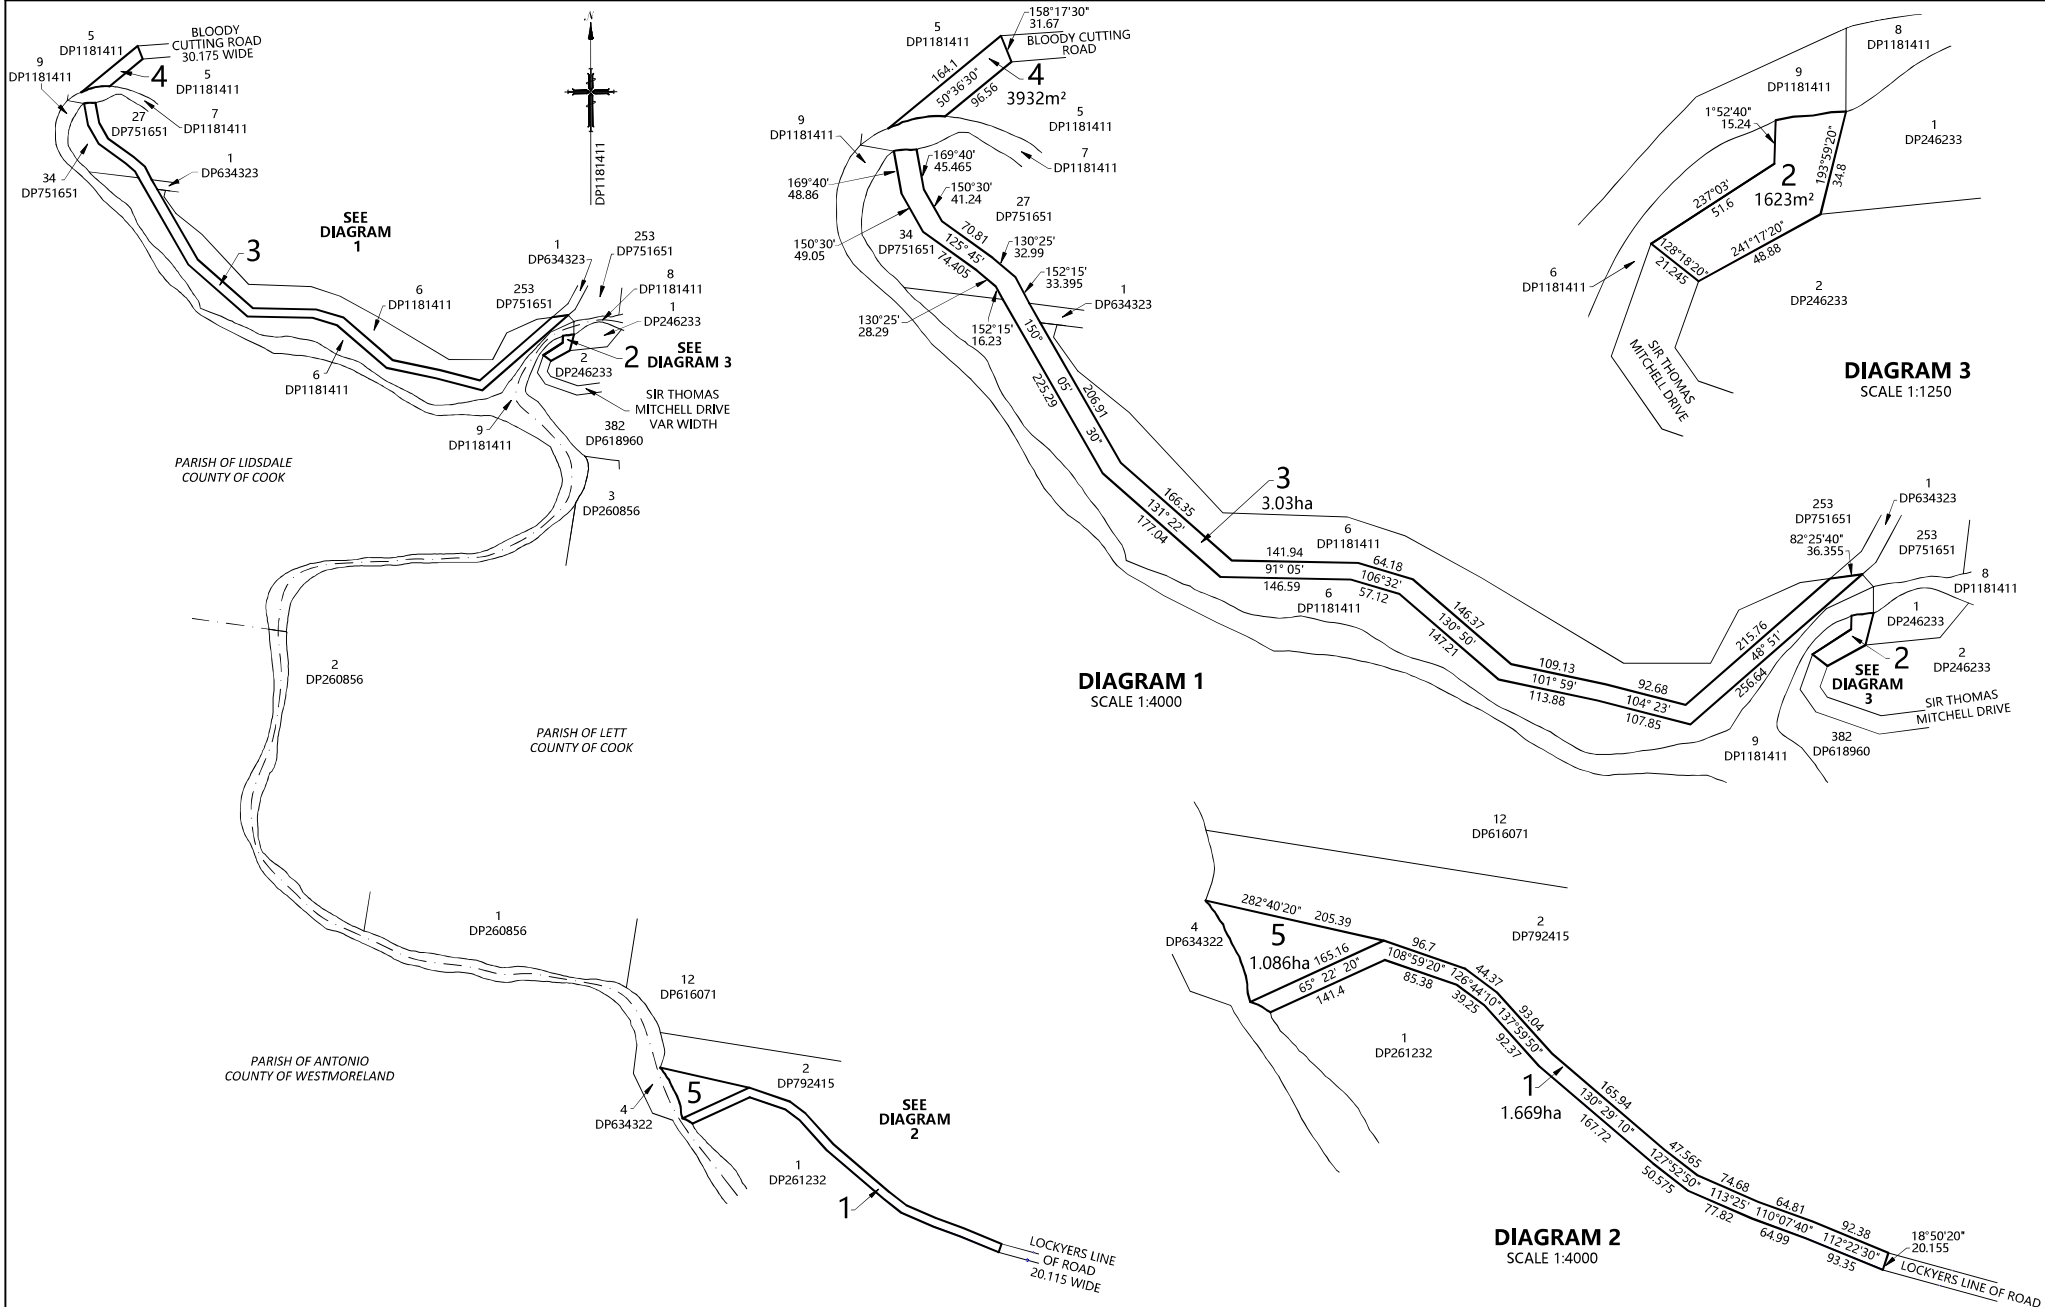 5
DP1181411
BLOODY
CUTTING ROAD
30.175 WIDE
9
DP1181411
4
5
DP1181411
7
DP1181411
27
DP751651
1
DP634323
34
DP751651
SEE
DIAGRAM
1
3
N
DP1181411
6
DP1181411
253
DP751651
1
DP634323
253
DP751651
8
DP1181411
1
DP246233
2
SEE
DIAGRAM 3
2
DP246233
6
DP1181411
SIR THOMAS
MITCHELL DRIVE
VAR WIDTH
9
DP1181411
382
DP618960
3
DP260856
PARISH OF LIDSDALE
COUNTY OF COOK
2
DP260856
PARISH OF LETT
COUNTY OF COOK
1
DP260856
12
DP616071
PARISH OF ANTONIO
COUNTY OF WESTMORELAND
5
2
DP792415
4
DP634322
SEE
DIAGRAM
2
1
DP261232
1
LOCKYERS LINE
OF ROAD
20.115 WIDE
5
DP1181411
158°17'30"
31.67
BLOODY CUTTING
ROAD
164.1
50°36'30"
96.56
4
3932m²
5
DP1181411
7
DP1181411
9
DP1181411
169°40'
48.86
169°40'
45.465
150°30'
41.24
27
DP751651
150°30'
49.05
34
DP751651
70.81
125° 45'
74.405
130°25'
32.99
152°15'
33.395
1
DP634323
130°25'
28.29
152°15'
16.23
150°
05'
30"
206.91
225.29
166.35
131° 22'
177.04
3
3.03ha
6
DP1181411
141.94
91° 05'
146.59
64.18
106°32'
57.12
6
DP1181411
146.37
130° 50'
147.21
109.13
101° 59'
113.88
92.68
104° 23'
107.85
215.76
48° 51'
256.64
82°25'40"
36.355
253
DP751651
1
DP634323
253
DP751651
8
DP1181411
1
DP246233
2
2
DP246233
SEE
DIAGRAM
3
SIR THOMAS
MITCHELL DRIVE
382
DP618960
9
DP1181411
DIAGRAM 1
SCALE 1:4000
8
DP1181411
9
DP1181411
1°52'40"
15.24
1
DP246233
193°59'20"
34.8
2
1623m²
237°03'
51.6
128°18'20"
21.245
241°17'20"
48.88
6
DP1181411
2
DP246233
SIR THOMAS
MITCHELL DRIVE
DIAGRAM 3
SCALE 1:1250
12
DP616071
282°40'20"
205.39
4
DP634322
5
1.086ha
2
DP792415
165.16
65° 22' 20"
141.4
96.7
108°59'20"
85.38
44.37
126°44'10"
39.25
93.04
137°59'50"
92.37
1
DP261232
1
1.669ha
165.94
130° 29' 10"
167.72
47.565
127°52'50"
50.575
74.68
113°25'
77.82
64.81
110°07'40"
64.99
92.38
112°22'30"
93.35
18°50'20"
20.155
LOCKYERS LINE OF ROAD
DIAGRAM 2
SCALE 1:4000